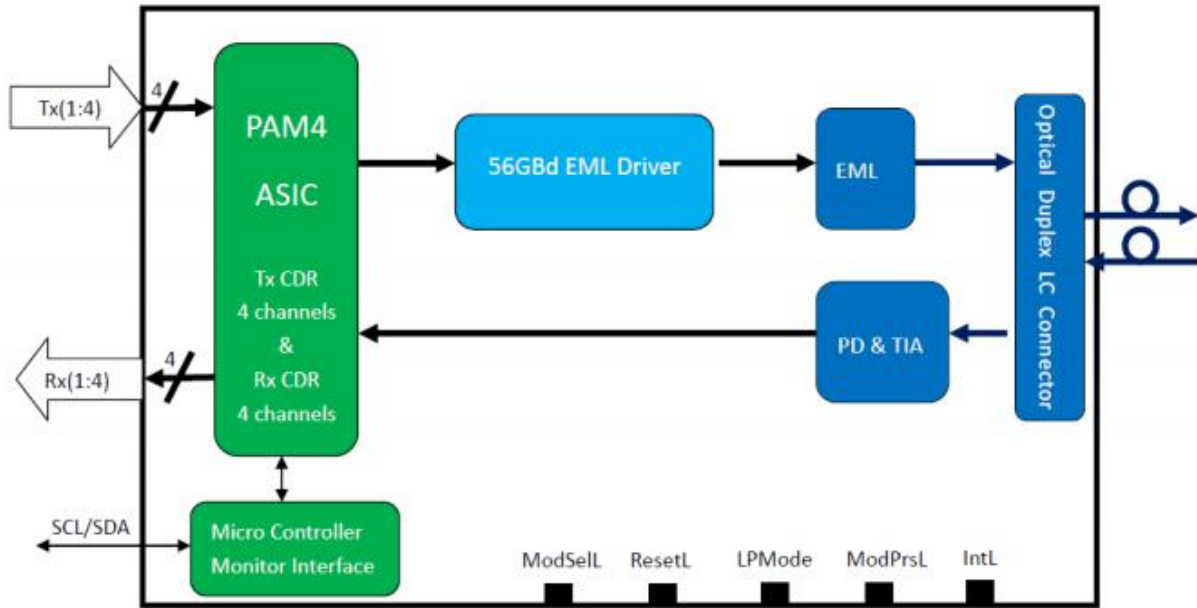 4
Tx(1:4)
PAM4
ASIC
Tx CDR
4 channels
&
Rx CDR
4 channels
56GBd EML Driver
EML
Optical Duplex LC Connector
PD & TIA
4
Rx(1:4)
SCL/SDA
Micro Controller
Monitor Interface
ModSelL
ResetL
LPMode
ModPrsL
IntL